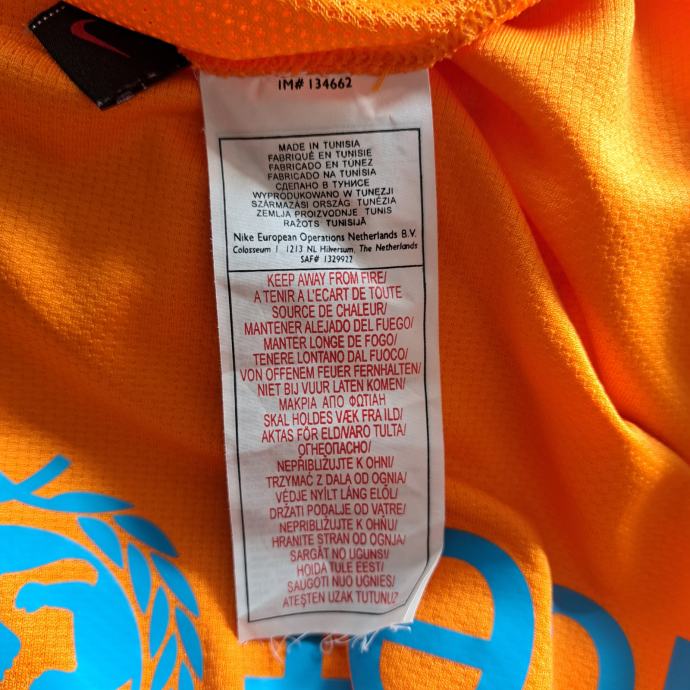 IM# 134662
MADE IN TUNISIA
FABRIQUÉ EN TUNISIE
FABRICADO EN TÚNEZ
FABRICADO NA TUNÍSIA
СДЕЛАНО В ТУНИСЕ
WYPRODUKOWANO W TUNEZJI
SZÁRMAZÁSI ORSZÁG: TUNÉZIA
ZEMLJA PROIZVODNJE TUNIS
RAŽOTS TUNISIJĀ
Nike European Operations Netherlands B.V.
Colosseum 1 1213 NL Hilversum, The Netherlands
SAF# 1329922
KEEP AWAY FROM FIRE/
A TENIR A L'ECART DE TOUTE
SOURCE DE CHALEUR/
MANTENER ALEJADO DEL FUEGO/
MANTER LONGE DE FOGO/
TENERE LONTANO DAL FUOCO/
VON OFFENEM FEUER FERNHALTEN/
NIET BIJ VUUR LATEN KOMEN/
ΜΑΚΡΙΑ ΑΠΟ ΦΩΤΙΑΗ
SKAL HOLDES VÆK FRA ILD/
AKTAS FÖR ELD/VARO TULTA/
ОГНЕОПАСНО/
NEPŘIBLIŽUJTE K OHNI/
TRZYMAĆ Z DALA OD OGNIA/
VÉDJE NYÍLT LÁNG ELŐL/
DRŽATI PODALJE OD VATRE/
NEPRIBLIŽUJTE K OHŇU/
HRANITE STRAN OD OGNJA/
SARGĀT NO UGUNS/
HOIDA TULE EEST/
SAUGOTI NUO UGNIES/
ATEŞTEN UZAK TUTUNUZ